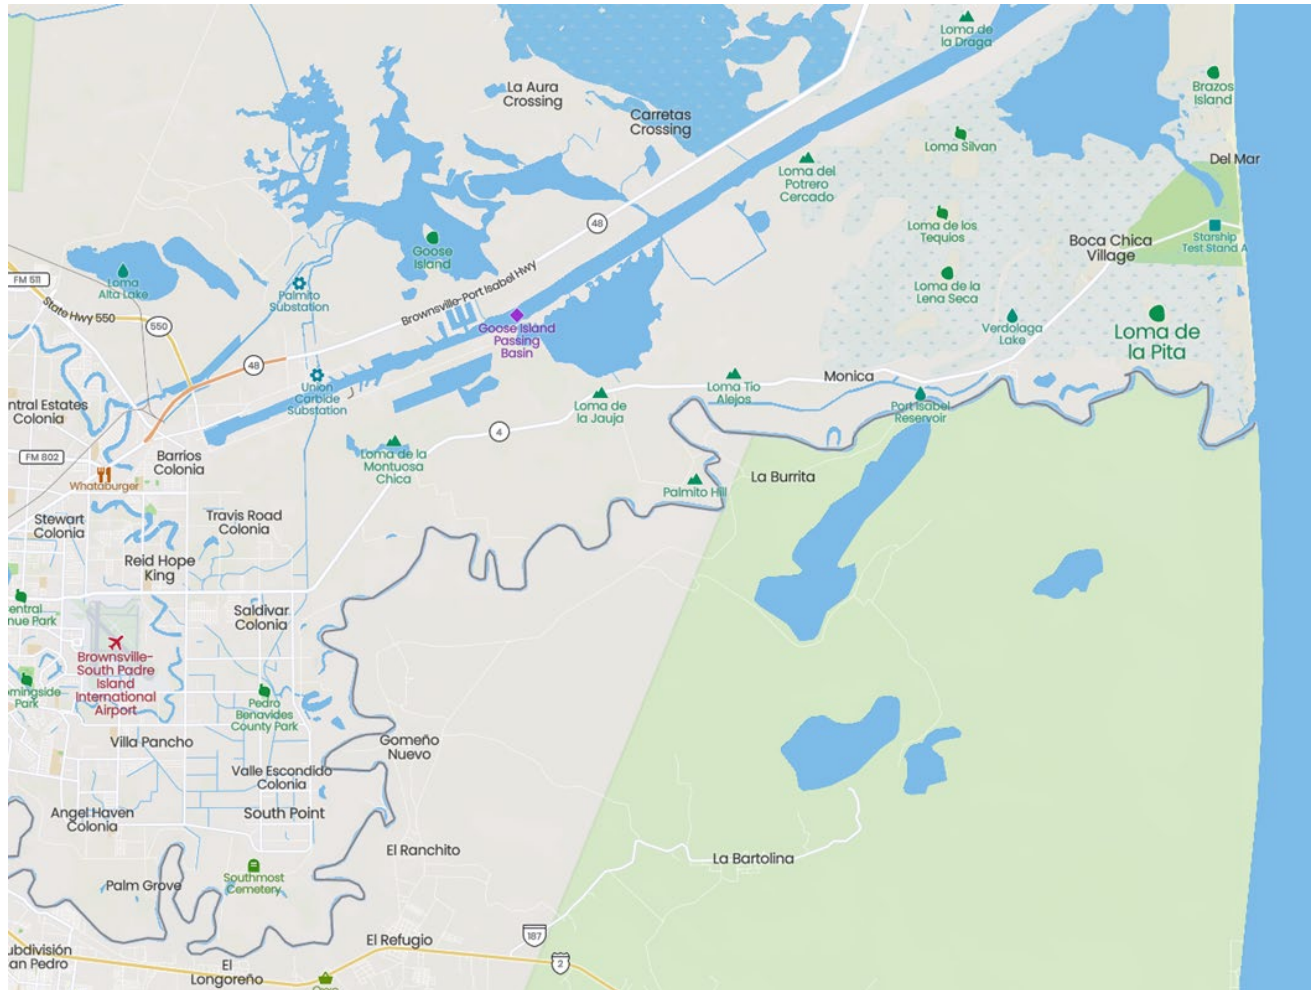 Loma de
la Draga
La Aura
Crossing
Carretas
Crossing
Brazos
Island
Loma Silvan
Del Mar
Loma del
Potrero
Cercado
48
Loma de los
Tequios
Goose
Island
Boca Chica
Village
Starship
Test Stand A
FM 511
Loma
Alta Lake
Palmito
Substation
Brownsville-Port Isabel Hwy
Loma de la
Lena Seca
State Hwy 550
550
Goose Island
Passing
Basin
Verdolaga
Lake
Loma de
la Pita
48
Union
Carbide
Substation
Loma Tio
Alejos
Monica
Loma de
la Jauja
Port Isabel
Reservoir
ntral Estates
Colonia
4
FM 802
Barrios
Colonia
Loma de la
Montuosa
Chica
Whataburger
Palmito Hill
La Burrita
Stewart
Colonia
Travis Road
Colonia
Reid Hope
King
entral
nue Park
Saldivar
Colonia
Brownsville-
South Padre
Island
International
Airport
rningside
Park
Pedro
Benavides
County Park
Villa Pancho
Gomeño
Nuevo
Valle Escondido
Colonia
Angel Haven
Colonia
South Point
El Ranchito
La Bartolina
Palm Grove
Southmost
Cemetery
187
El Refugio
ubdivisión
an Pedro
El
Longoreño
2